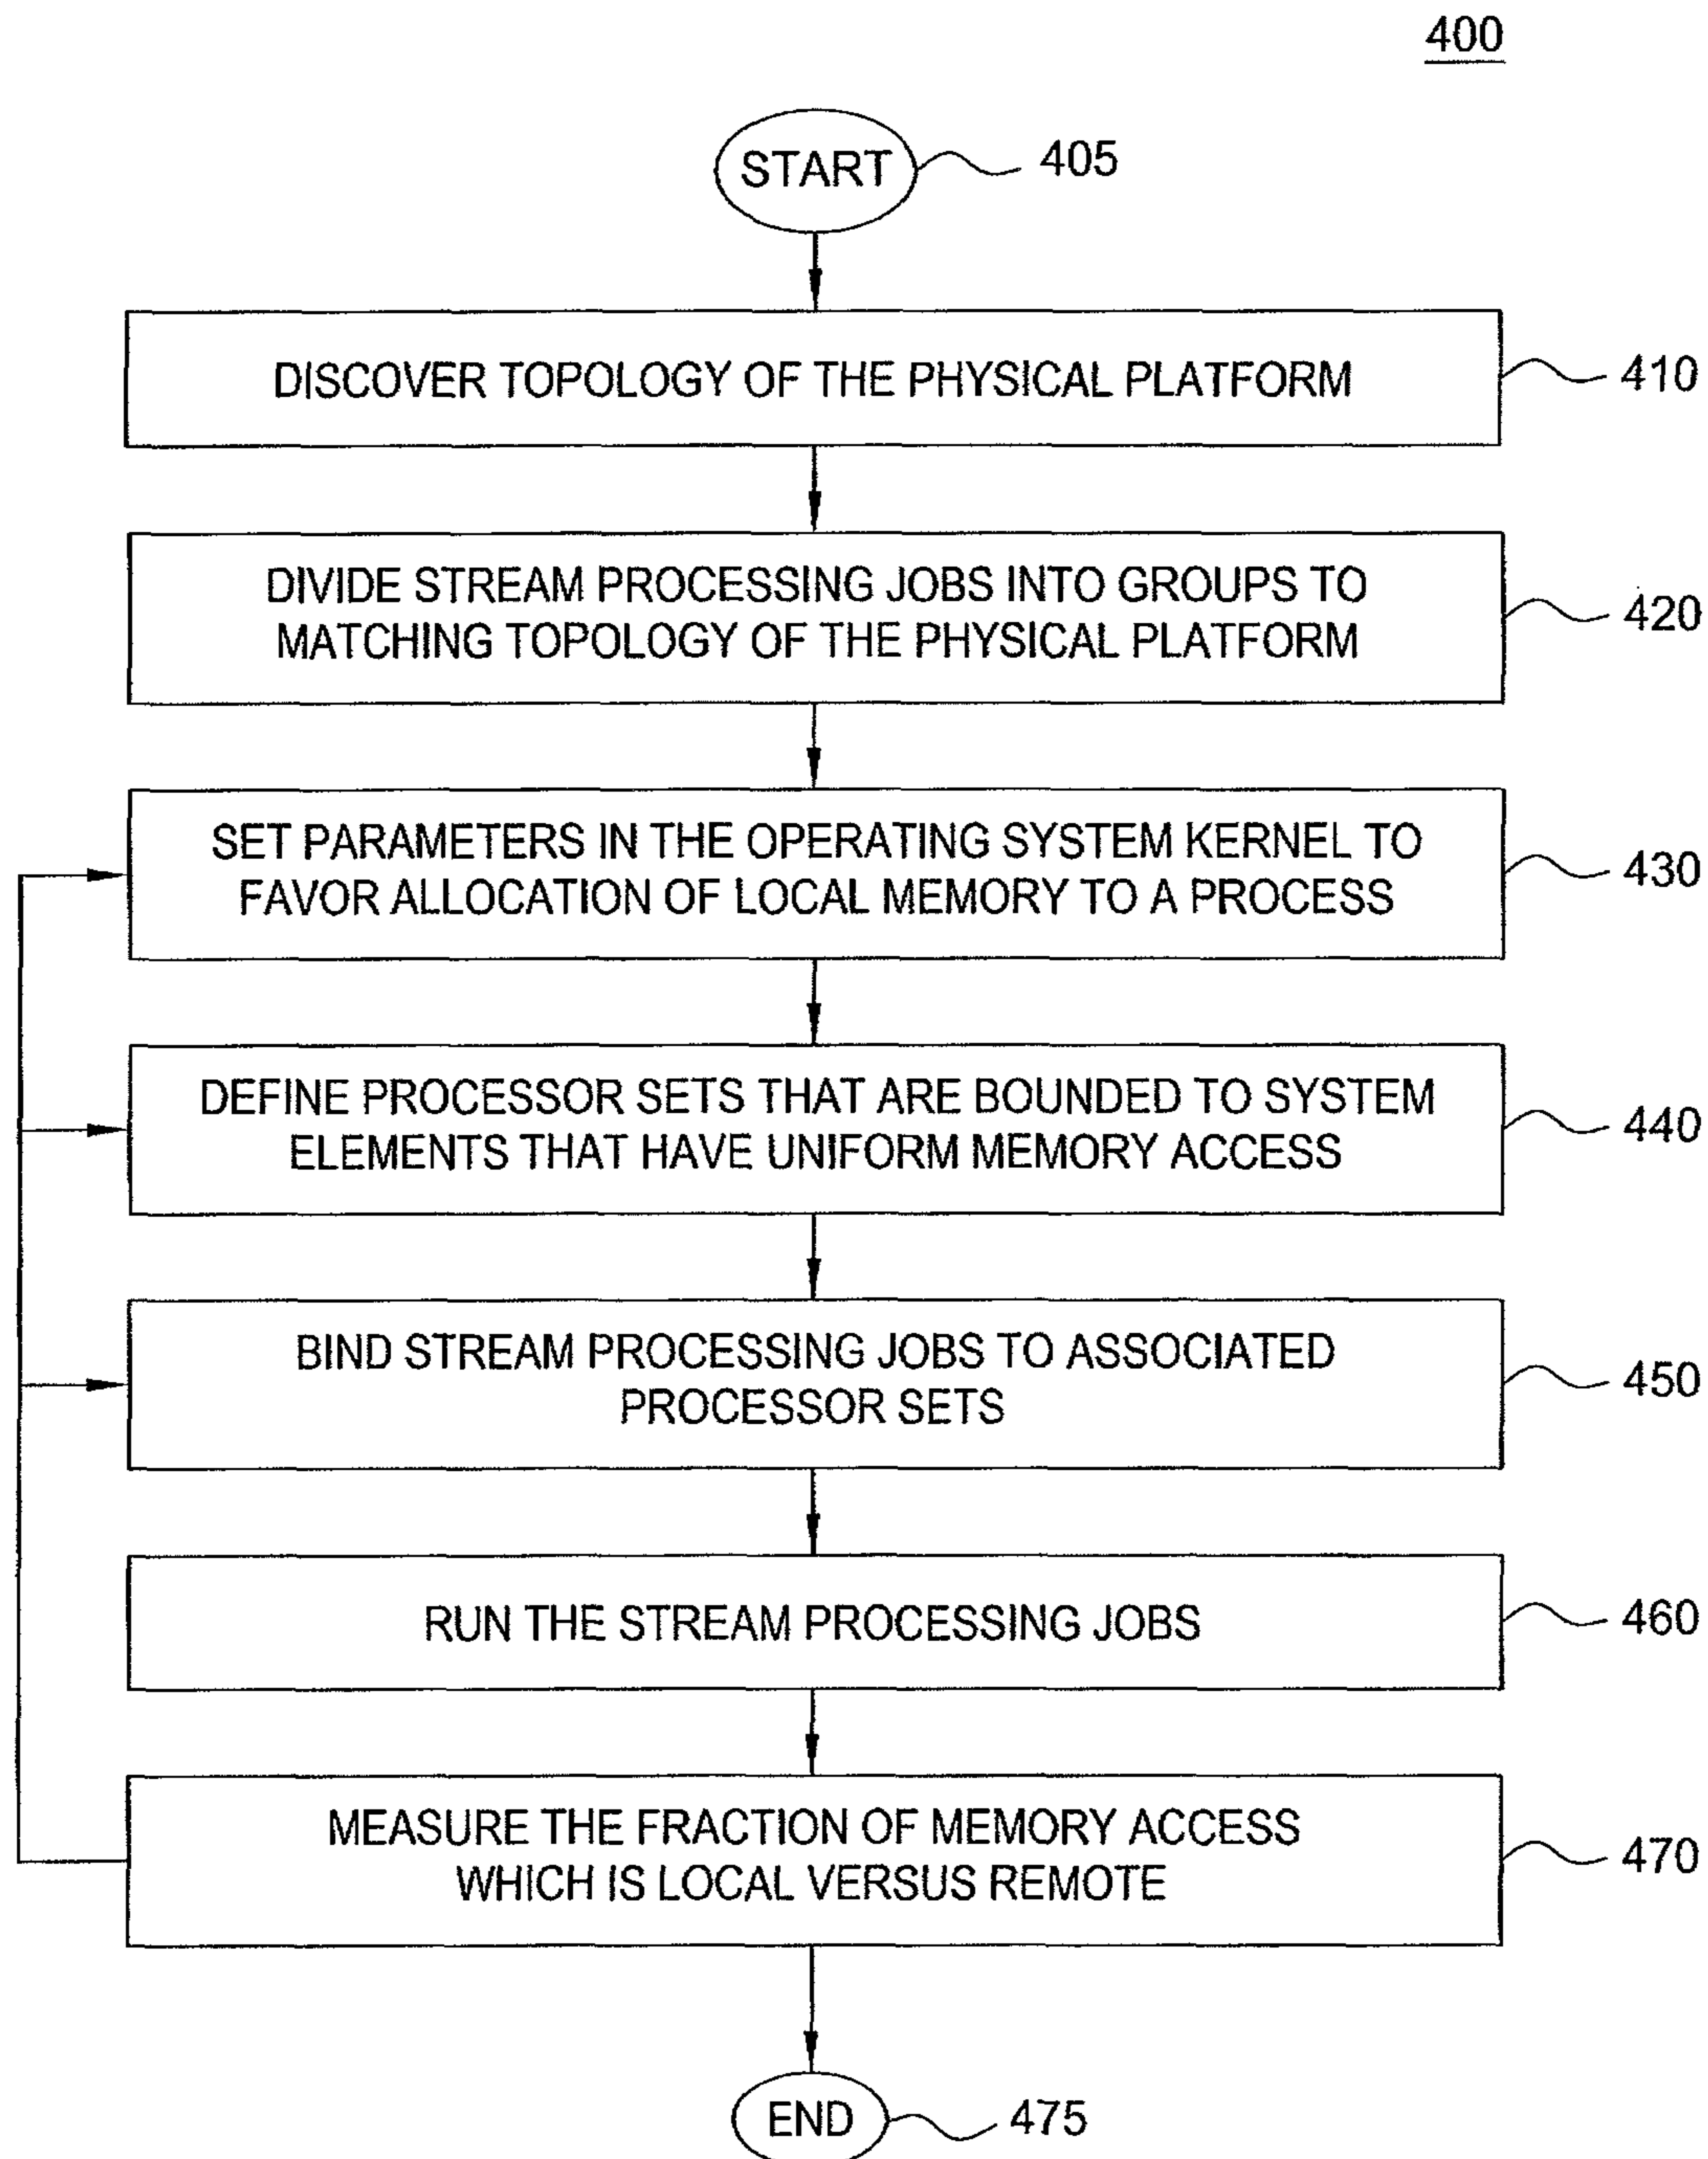 400
START
405
DISCOVER TOPOLOGY OF THE PHYSICAL PLATFORM
410
DIVIDE STREAM PROCESSING JOBS INTO GROUPS TO
MATCHING TOPOLOGY OF THE PHYSICAL PLATFORM
420
SET PARAMETERS IN THE OPERATING SYSTEM KERNEL TO
FAVOR ALLOCATION OF LOCAL MEMORY TO A PROCESS
430
DEFINE PROCESSOR SETS THAT ARE BOUNDED TO SYSTEM
ELEMENTS THAT HAVE UNIFORM MEMORY ACCESS
440
BIND STREAM PROCESSING JOBS TO ASSOCIATED
PROCESSOR SETS
450
RUN THE STREAM PROCESSING JOBS
460
MEASURE THE FRACTION OF MEMORY ACCESS
WHICH IS LOCAL VERSUS REMOTE
470
END
475